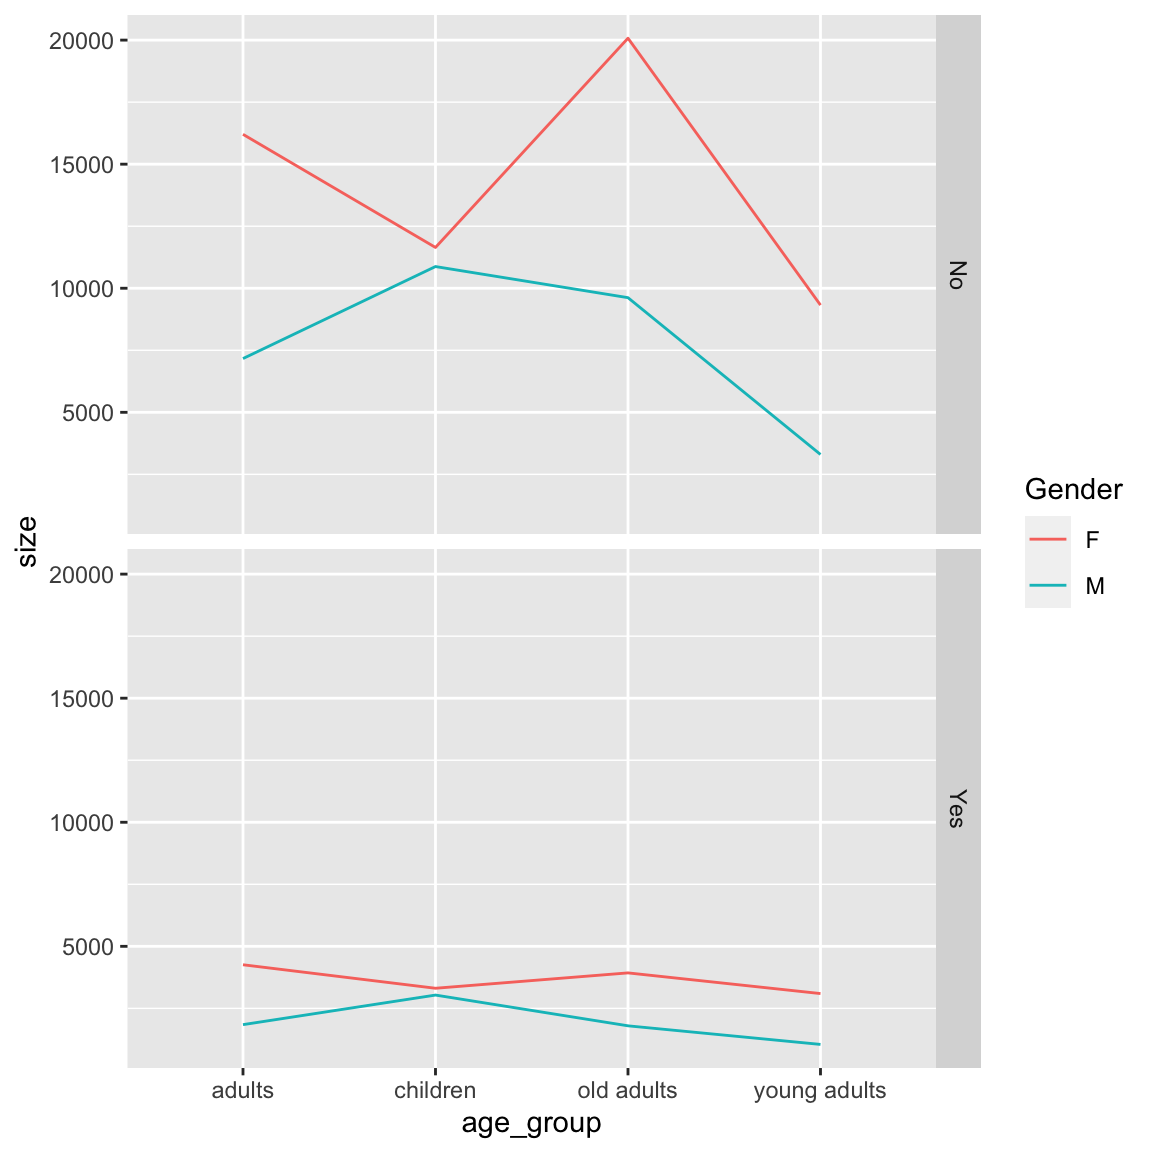 20000
15000
10000
5000
No
size
20000
15000
10000
5000
Yes
adults children old adults young adults
age_group
Gender
F
M